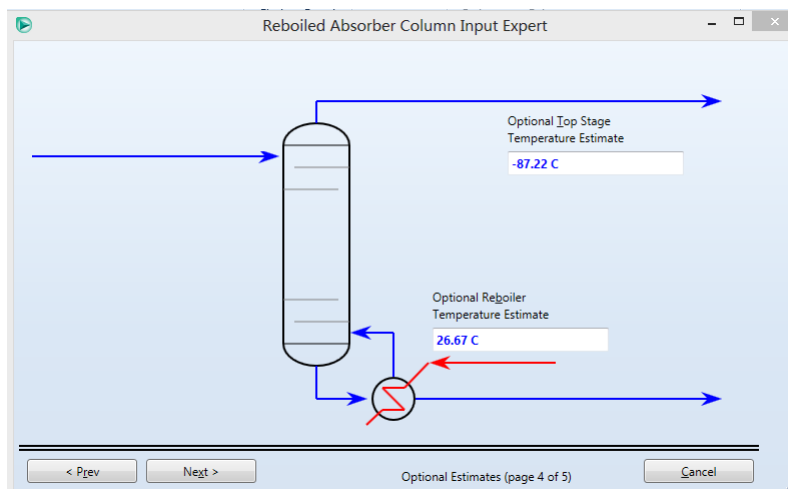 Reboiled Absorber Column Input Expert
Optional Top Stage
Temperature Estimate
-87.22 C
Optional Reboiler
Temperature Estimate
26.67 C
< Prev
Next >
Optional Estimates (page 4 of 5)
Cancel